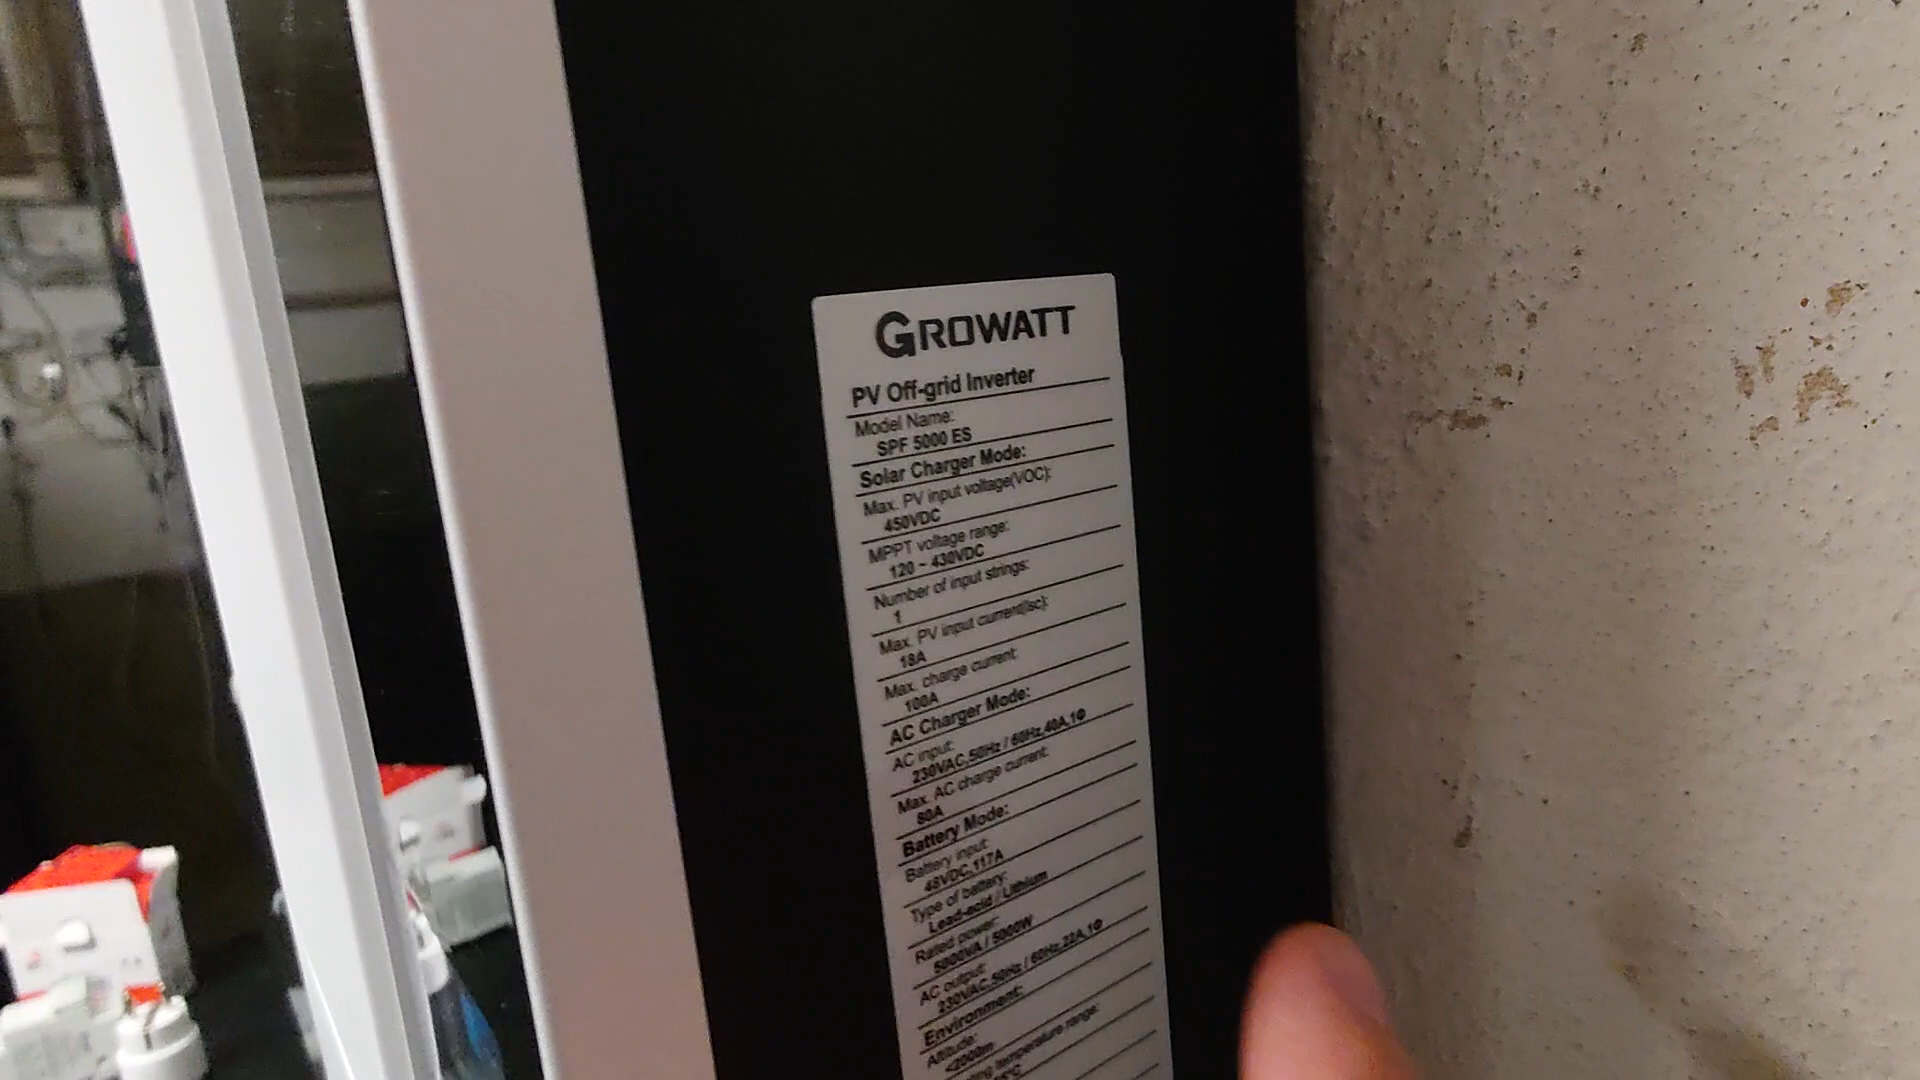 GROWATT
PV Off-grid Inverter
Model Name:
SPF 5000 ES
Solar Charger Mode:
Max. PV input voltage(VOC):
450VDC
MPPT voltage range:
120 ~ 430VDC
Number of input strings:
1
Max. PV input current(Isc):
18A
Max. charge current:
100A
AC Charger Mode:
AC input:
230VAC,50Hz / 60Hz,40A,1Φ
Max. AC charge current:
80A
Battery Mode:
Battery input:
48VDC,117A
Type of battery:
Lead-acid / Lithium
Rated power:
5000VA / 5000W
AC output:
230VAC,50Hz / 60Hz,22A,1Φ
Environment:
Altitude:
<2000m
temperature range: